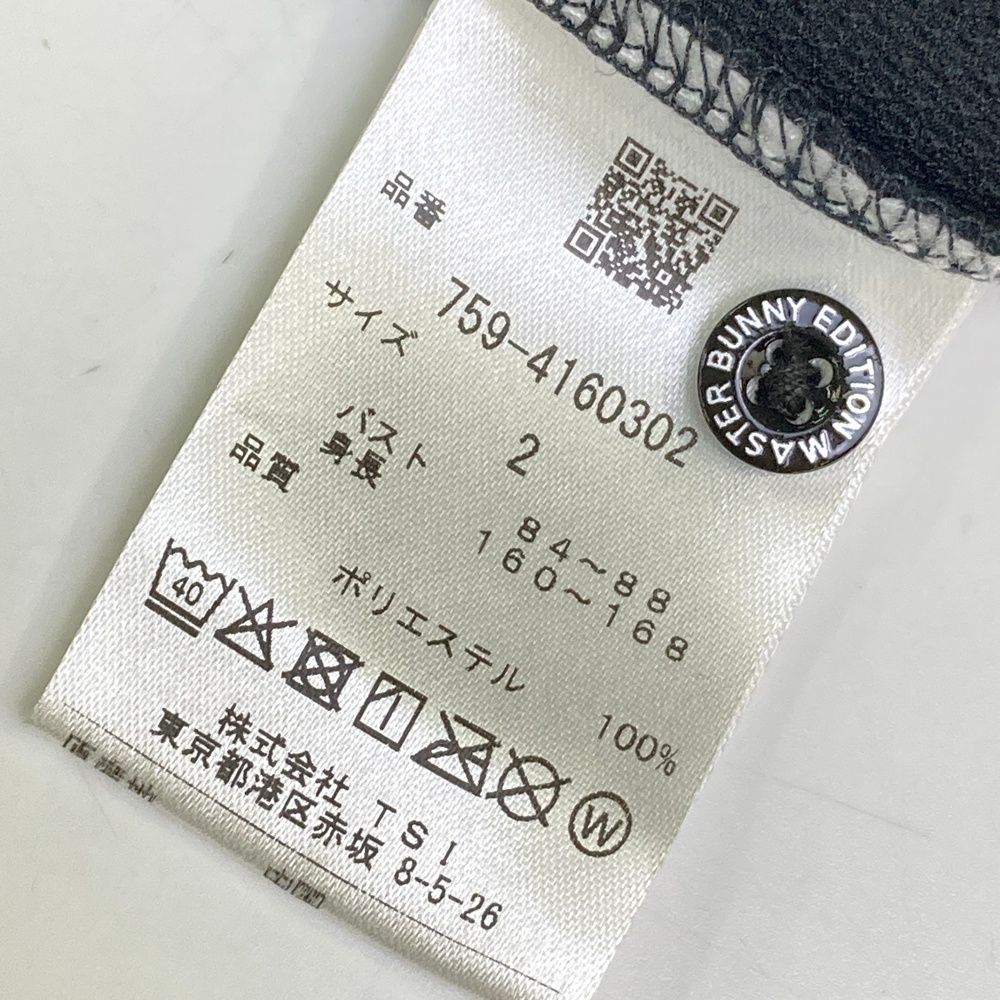 品番
759-4160302
サイズ
2
バスト 84～88
身長 160～168
品質
ポリエステル 100%
40
W
株式会社 TSI
東京都港区赤坂 8-5-26
MASTER BUNNY EDITION